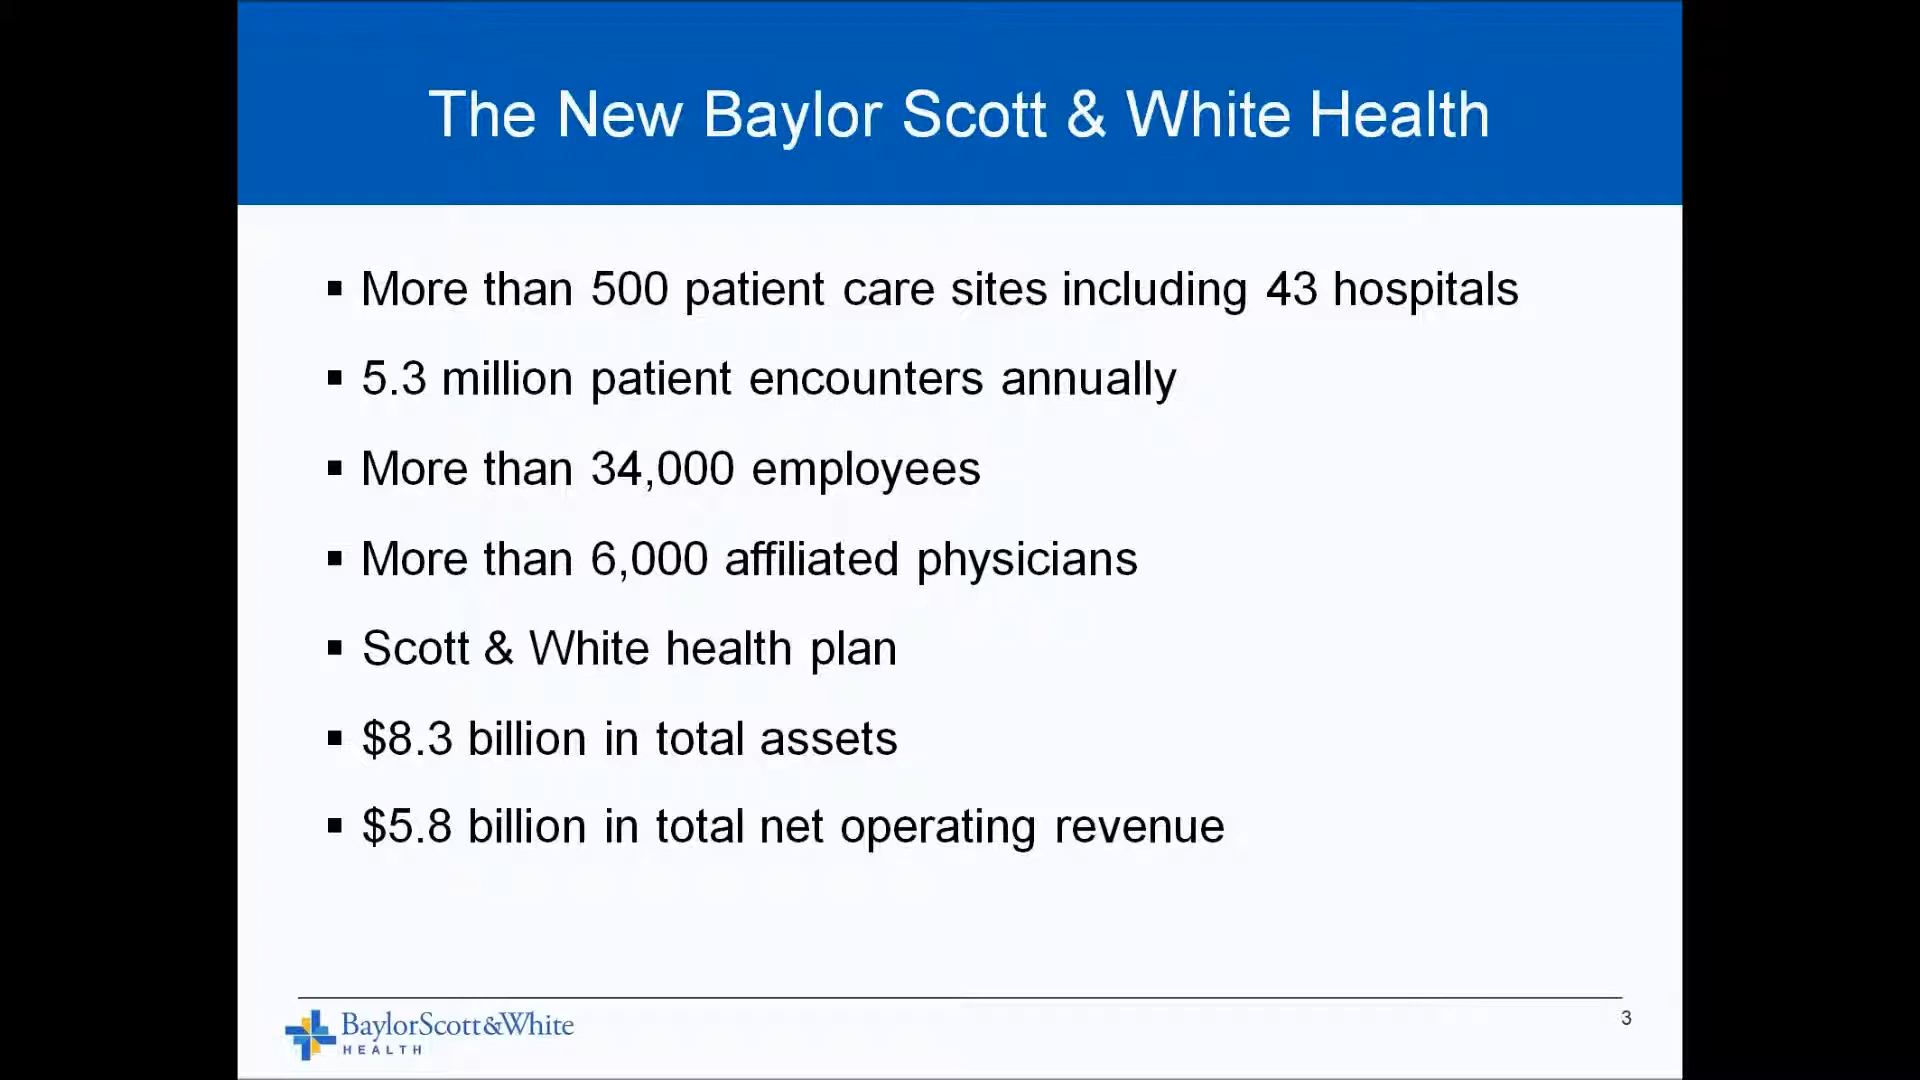 The New Baylor Scott & White Health
▪ More than 500 patient care sites including 43 hospitals
▪ 5.3 million patient encounters annually
▪ More than 34,000 employees
▪ More than 6,000 affiliated physicians
▪ Scott & White health plan
▪ $8.3 billion in total assets
▪ $5.8 billion in total net operating revenue
BaylorScott&White
HEALTH
3